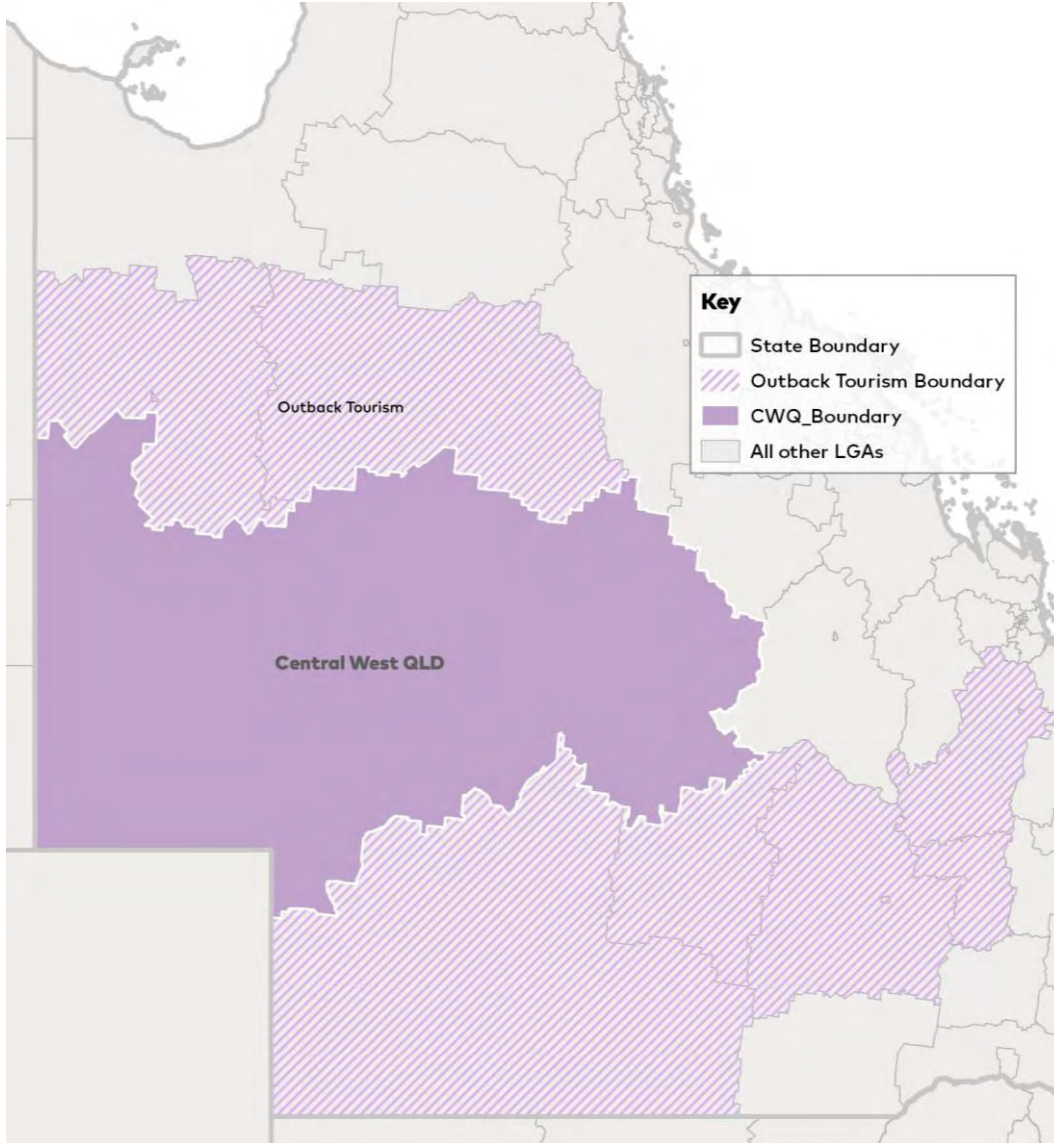 Key
State Boundary
Outback Tourism Boundary
CWQ_Boundary
All other LGAs
Outback Tourism
Central West QLD